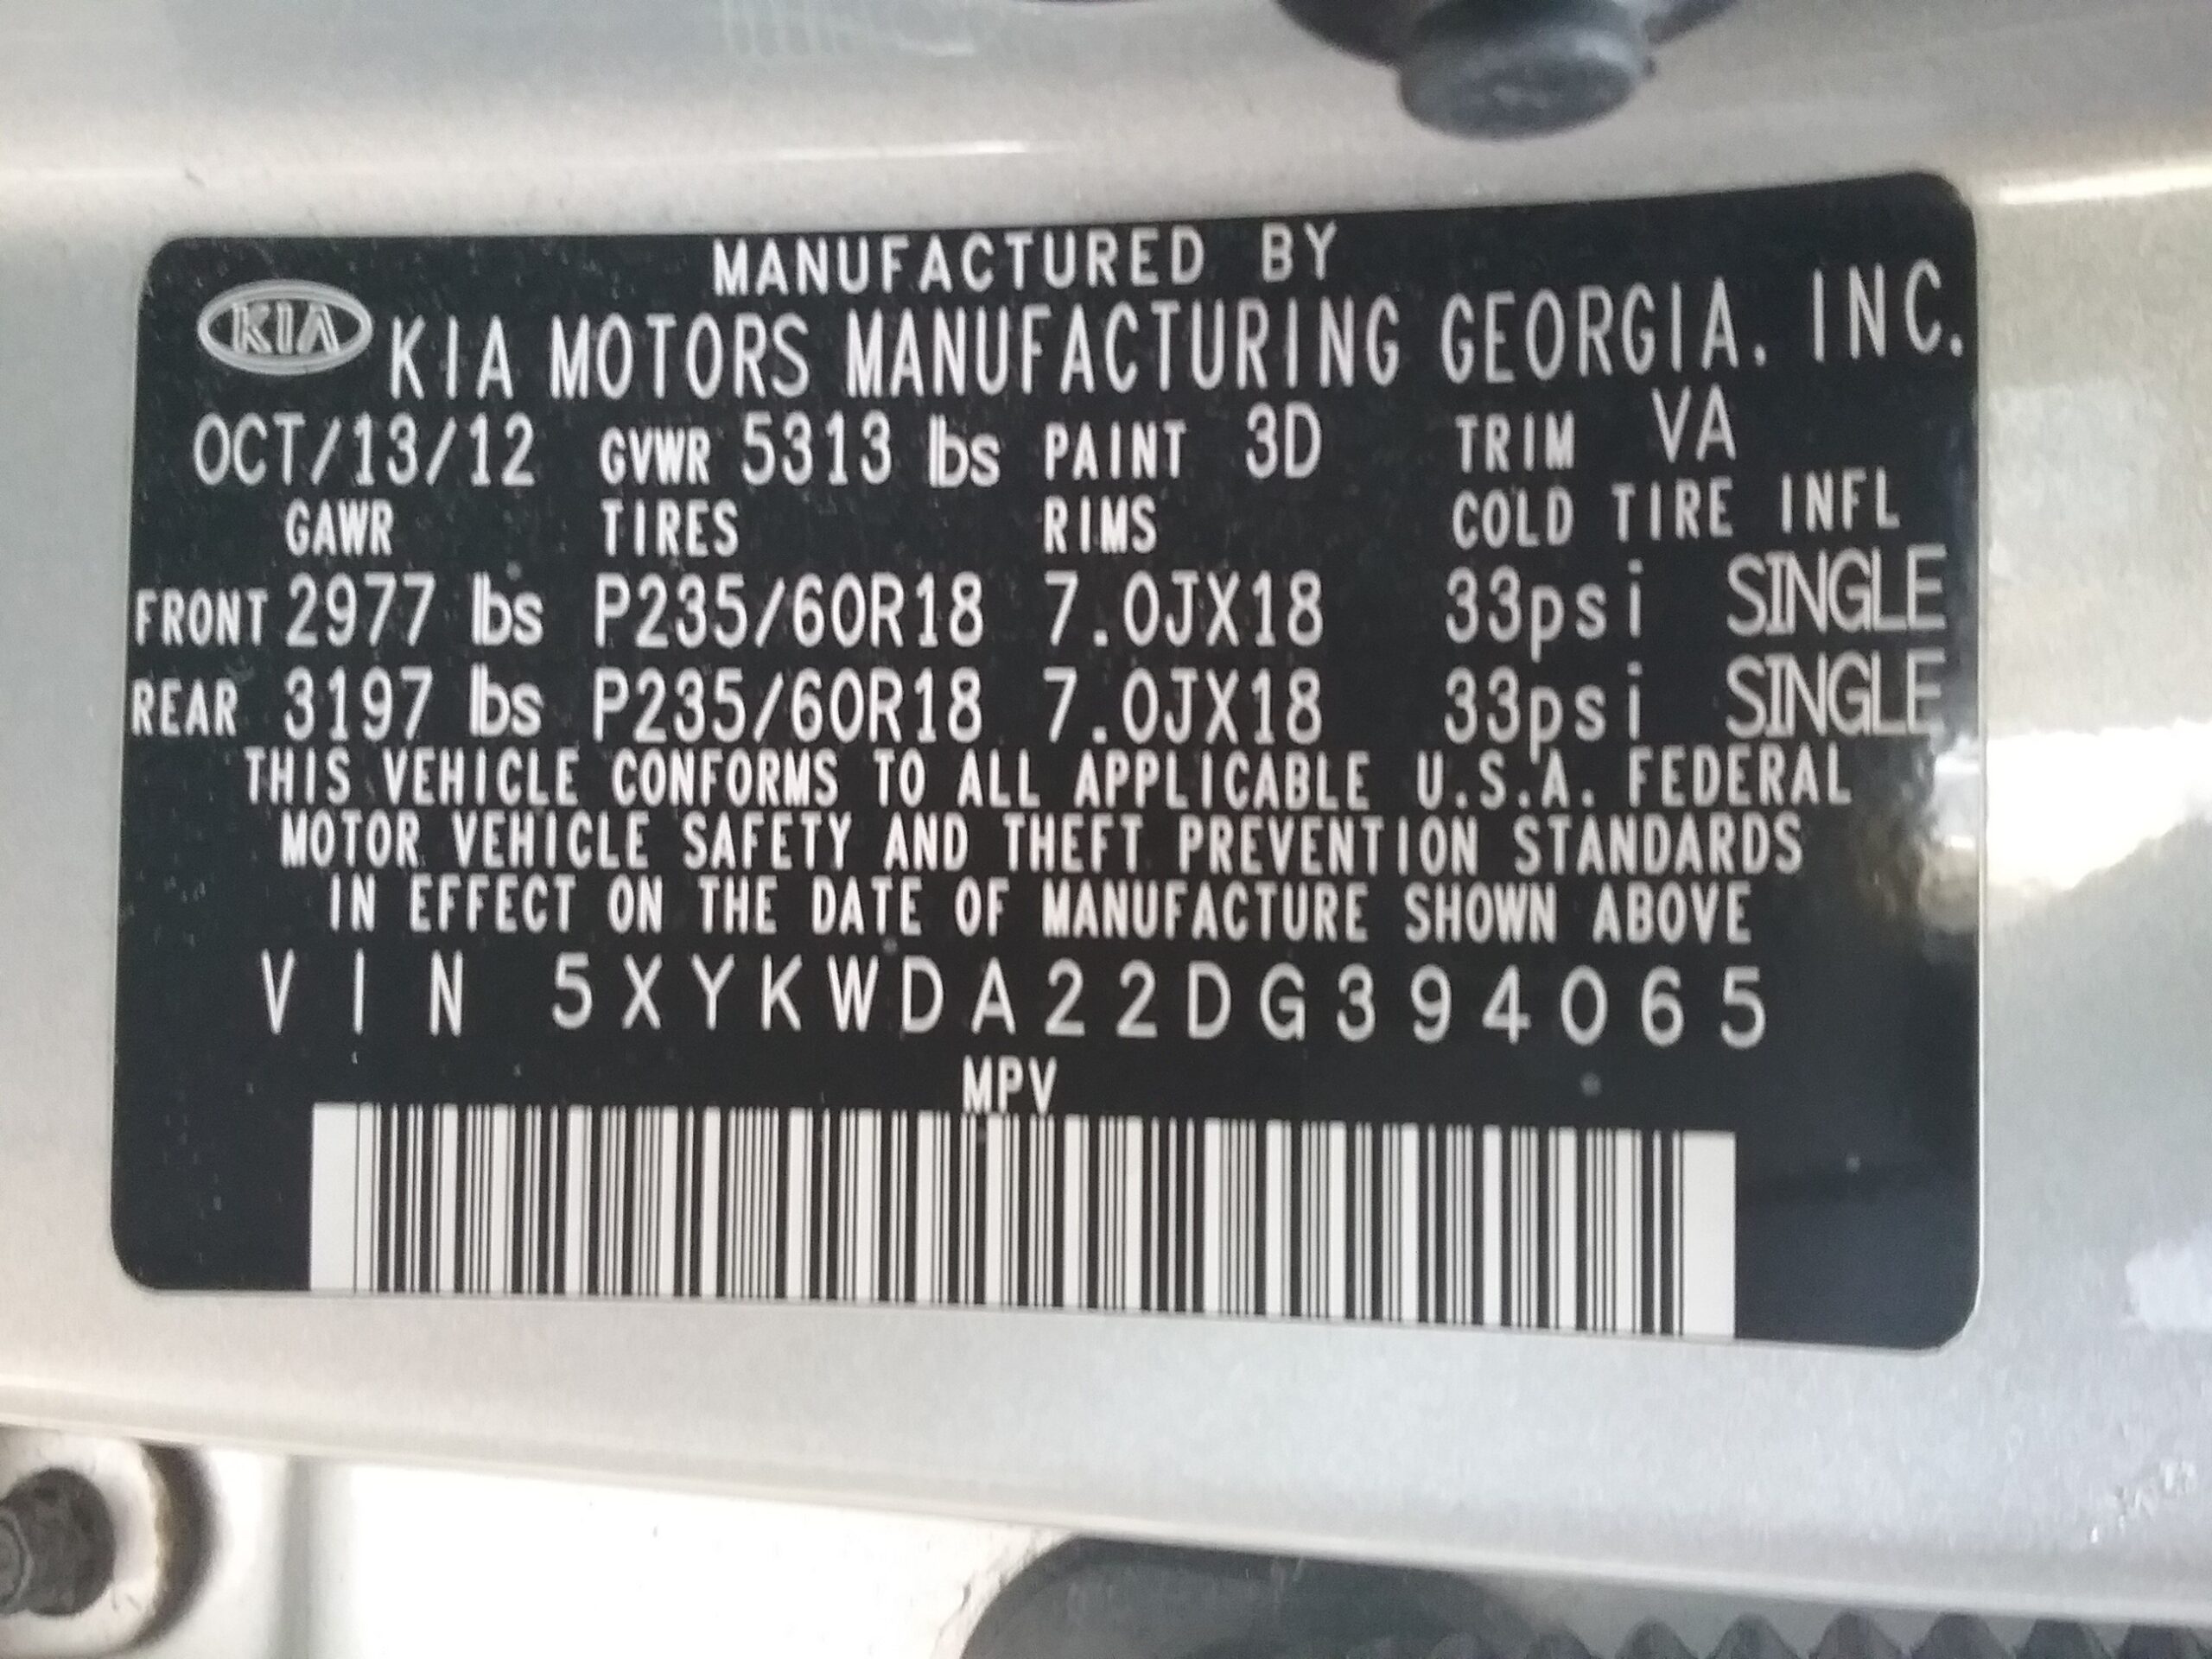 MANUFACTURED BY
KIA KIA MOTORS MANUFACTURING GEORGIA. INC.
OCT/13/12 GVWR 5313 lbs PAINT 3D TRIM VA
GAWR TIRES RIMS COLD TIRE INFL
FRONT 2977 lbs P235/60R18 7.0JX18 33psi SINGLE
REAR 3197 lbs P235/60R18 7.0JX18 33psi SINGLE
THIS VEHICLE CONFORMS TO ALL APPLICABLE U.S.A. FEDERAL
MOTOR VEHICLE SAFETY AND THEFT PREVENTION STANDARDS
IN EFFECT ON THE DATE OF MANUFACTURE SHOWN ABOVE
VIN 5XYKWDA22DG394065
MPV